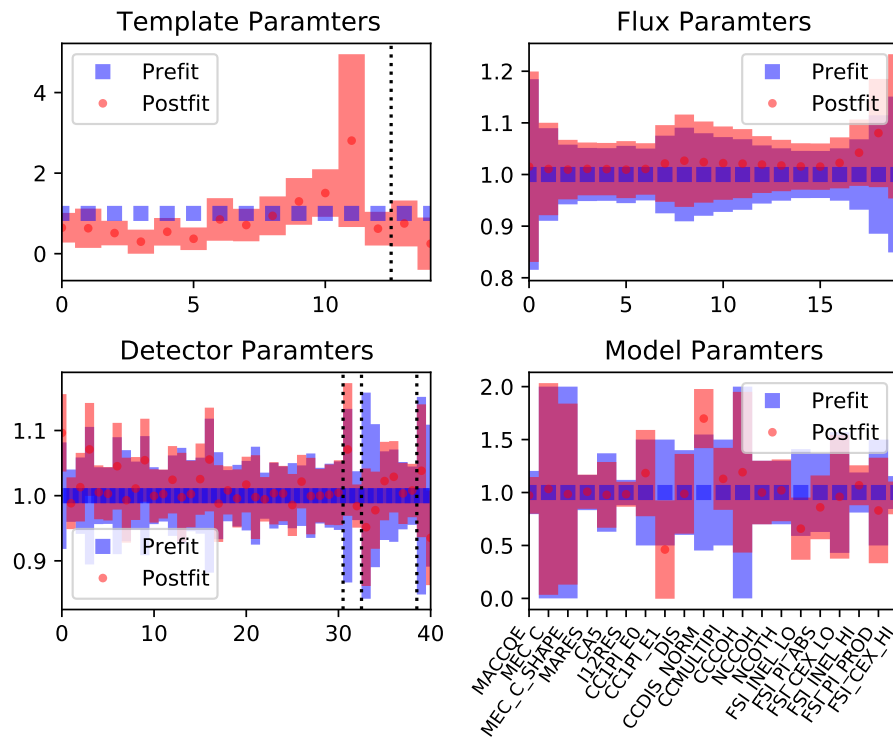 Template Paramters
Flux Paramters
4
2
0
Prefit
Postfit
0
5
10
1.2
1.1
1.0
0.9
0.8
Prefit
Postfit
0
5
10
15
Detector Paramters
Model Paramters
1.1
1.0
0.9
Prefit
Postfit
0
10
20
30
40
2.0
1.5
1.0
0.5
0.0
Prefit
Postfit
MACCQE
MEC_C
MEC_C_SHAPE
MARES
CA5
I12RES
CC1PI_E0
CC1PI_E1
DIS
CCDIS_NORM
CCMULTIPI
CCCOH
NCCOH
NCOTH
FSI_INEL_LO
FSI_PI_ABS
FSI_CEX_LO
FSI_INEL_HI
FSI_PI_PROD
FSI_CEX_HI